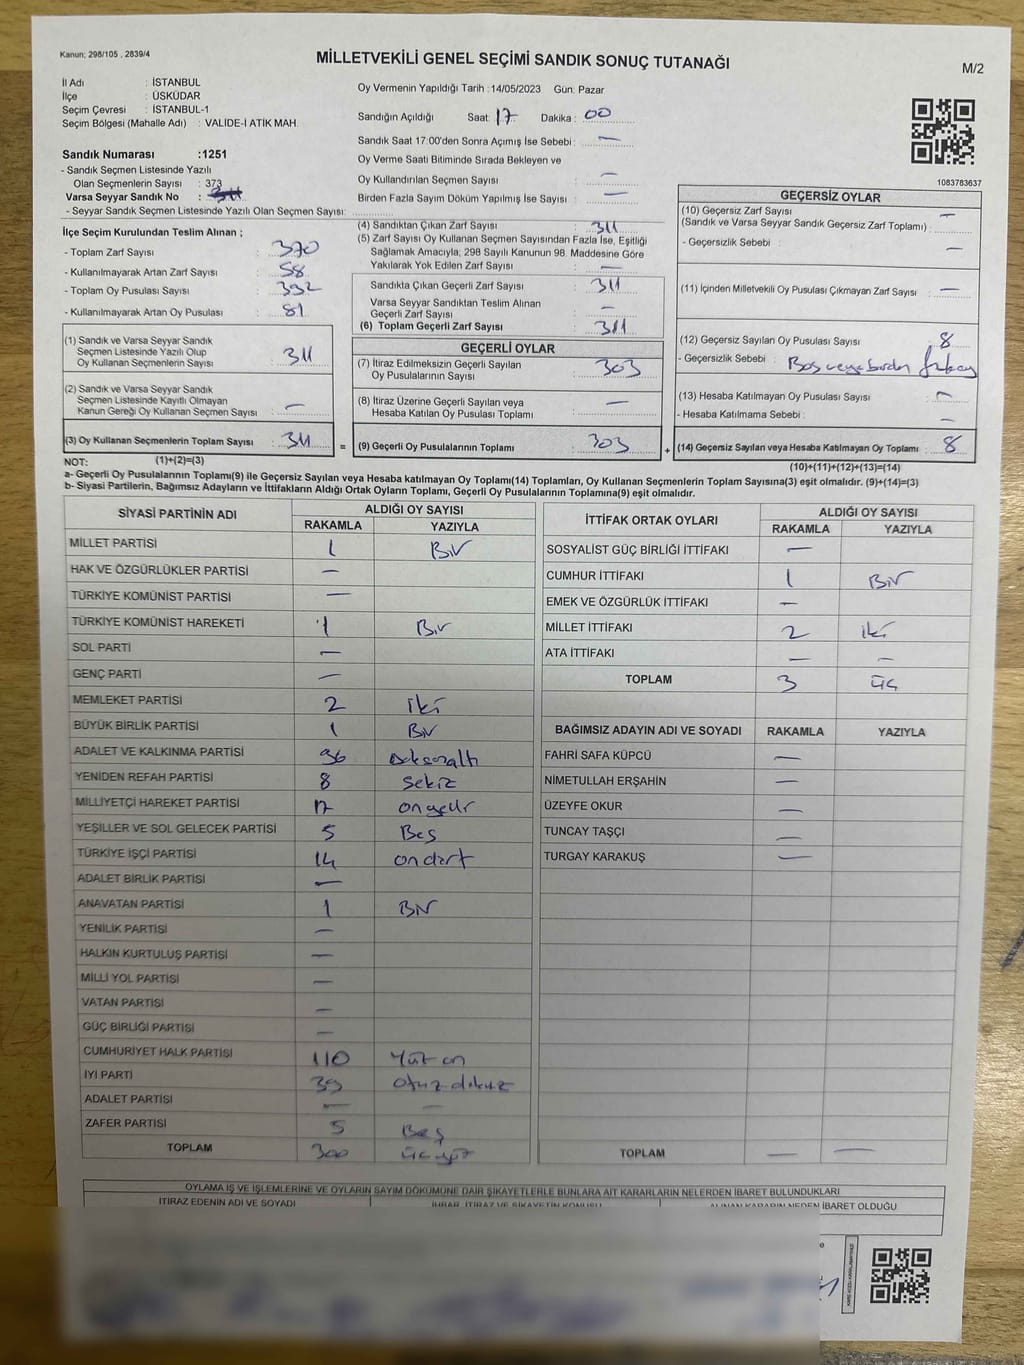 Kanun; 298/105 , 2839/4
MİLLETVEKİLİ GENEL SEÇİMİ SANDIK SONUÇ TUTANAĞI
M/2
İl Adı : İSTANBUL
İlçe : ÜSKÜDAR
Seçim Çevresi : İSTANBUL-1
Seçim Bölgesi (Mahalle Adı) : VALİDE-İ ATİK MAH.
Sandık Numarası :1251
- Sandık Seçmen Listesinde Yazılı
Olan Seçmenlerin Sayısı : 373
Varsa Seyyar Sandık No :
- Seyyar Sandık Seçmen Listesinde Yazılı Olan Seçmen Sayısı:
İlçe Seçim Kurulundan Teslim Alınan ;
- Toplam Zarf Sayısı : 370
- Kullanılmayarak Artan Zarf Sayısı : 58
- Toplam Oy Pusulası Sayısı : 392
- Kullanılmayarak Artan Oy Pusulası : 81
Oy Vermenin Yapıldığı Tarih :14/05/2023 Gün: Pazar
Sandığın Açıldığı Saat: 17 Dakika : 00
Sandık Saat 17:00'den Sonra Açımış İse Sebebi : —
Oy Verme Saati Bitiminde Sırada Bekleyen ve
Oy Kullandırılan Seçmen Sayısı —
Birden Fazla Sayım Döküm Yapılmış İse Sayısı : —
(4) Sandıktan Çıkan Zarf Sayısı : 311
(5) Zarf Sayısı Oy Kullanan Seçmen Sayısından Fazla İse, Eşitliği
Sağlamak Amacıyla; 298 Sayılı Kanunun 98. Maddesine Göre
Yakılarak Yok Edilen Zarf Sayısı : —
Sandıkta Çıkan Geçerli Zarf Sayısı : 311
Varsa Seyyar Sandıktan Teslim Alınan
Geçerli Zarf Sayısı : —
(6) Toplam Geçerli Zarf Sayısı : 311
1083783637
GEÇERSİZ OYLAR
(10) Geçersiz Zarf Sayısı —
(Sandık ve Varsa Seyyar Sandık Geçersiz Zarf Toplamı) :
- Geçersizlik Sebebi : —
(11) İçinden Milletvekili Oy Pusulası Çıkmayan Zarf Sayısı : —
(12) Geçersiz Sayılan Oy Pusulası Sayısı : 8
- Geçersizlik Sebebi : Boş veya birden fazla oy
(13) Hesaba Katılmayan Oy Pusulası Sayısı : —
- Hesaba Katılmama Sebebi : —
(14) Geçersiz Sayılan veya Hesaba Katılmayan Oy Toplamı : 8
(10)+(11)+(12)+(13)=(14)
(1) Sandık ve Varsa Seyyar Sandık
Seçmen Listesinde Yazılı Olup
Oy Kullanan Seçmenlerin Sayısı : 311
(2) Sandık ve Varsa Seyyar Sandık
Seçmen Listesinde Kayıtlı Olmayan
Kanun Gereği Oy Kullanan Seçmen Sayısı : —
(3) Oy Kullanan Seçmenlerin Toplam Sayısı : 311
(1)+(2)=(3)
=
GEÇERLİ OYLAR
(7) İtiraz Edilmeksizin Geçerli Sayılan
Oy Pusulalarının Sayısı : 303
(8) İtiraz Üzerine Geçerli Sayılan veya
Hesaba Katılan Oy Pusulası Toplamı : —
(9) Geçerli Oy Pusulalarının Toplamı : 303
+
NOT:
a- Geçerli Oy Pusulalarının Toplamı(9) ile Geçersiz Sayılan veya Hesaba katılmayan Oy Toplamı(14) Toplamları, Oy Kullanan Seçmenlerin Toplam Sayısına(3) eşit olmalıdır. (9)+(14)=(3)
b- Siyasi Partilerin, Bağımsız Adayların ve İttifakların Aldığı Ortak Oyların Toplamı, Geçerli Oy Pusulalarının Toplamına(9) eşit olmalıdır.
SİYASİ PARTİNİN ADI ALDIĞI OY SAYISI
RAKAMLA YAZIYLA
MİLLET PARTİSİ 1 Bir
HAK VE ÖZGÜRLÜKLER PARTİSİ —
TÜRKİYE KOMÜNİST PARTİSİ —
TÜRKİYE KOMÜNİST HAREKETİ 1 Bir
SOL PARTİ —
GENÇ PARTİ —
MEMLEKET PARTİSİ 2 iki
BÜYÜK BİRLİK PARTİSİ 1 Bir
ADALET VE KALKINMA PARTİSİ 96 Doksanaltı
YENİDEN REFAH PARTİSİ 8 Sekiz
MİLLİYETÇİ HAREKET PARTİSİ 17 onyedi
YEŞİLLER VE SOL GELECEK PARTİSİ 5 Beş
TÜRKİYE İŞÇİ PARTİSİ 14 ondört
ADALET BİRLİK PARTİSİ —
ANAVATAN PARTİSİ 1 Bir
YENİLİK PARTİSİ —
HALKIN KURTULUŞ PARTİSİ —
MİLLİ YOL PARTİSİ —
VATAN PARTİSİ —
GÜÇ BİRLİĞİ PARTİSİ —
CUMHURİYET HALK PARTİSİ 110 Yüz on
İYİ PARTİ 39 otuz dokuz
ADALET PARTİSİ — —
ZAFER PARTİSİ 5 Beş
TOPLAM 300 üçyüz
İTTİFAK ORTAK OYLARI ALDIĞI OY SAYISI
RAKAMLA YAZIYLA
SOSYALİST GÜÇ BİRLİĞİ İTTİFAKI —
CUMHUR İTTİFAKI 1 Bir
EMEK VE ÖZGÜRLÜK İTTİFAKI —
MİLLET İTTİFAKI 2 iki
ATA İTTİFAKI — —
TOPLAM 3 üç
BAĞIMSIZ ADAYIN ADI VE SOYADI RAKAMLA YAZIYLA
FAHRİ SAFA KÜPCÜ —
NİMETULLAH ERŞAHİN —
ÜZEYFE OKUR —
TUNCAY TAŞÇI —
TURGAY KARAKUŞ —
TOPLAM — —
OYLAMA İŞ VE İŞLEMLERİNE VE OYLARIN SAYIM DÖKÜMÜNE DAİR ŞİKAYETLERLE BUNLARA AİT KARARLARIN NELERDEN İBARET BULUNDUKLARI
İTİRAZ EDENİN ADI VE SOYADI İHBAR, İTİRAZ VE ŞİKAYETİN KONUSU ALINAN KARARIN NEDEN İBARET OLDUĞU